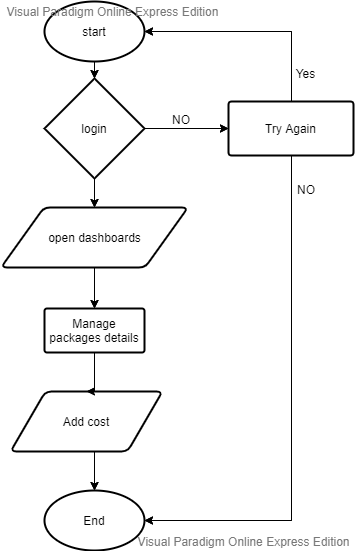 Visual Paradigm Online Express Edition
start
Yes
login
NO
Try Again
NO
open dashboards
Manage
packages details
Add cost
End
Visual Paradigm Online Express Edition